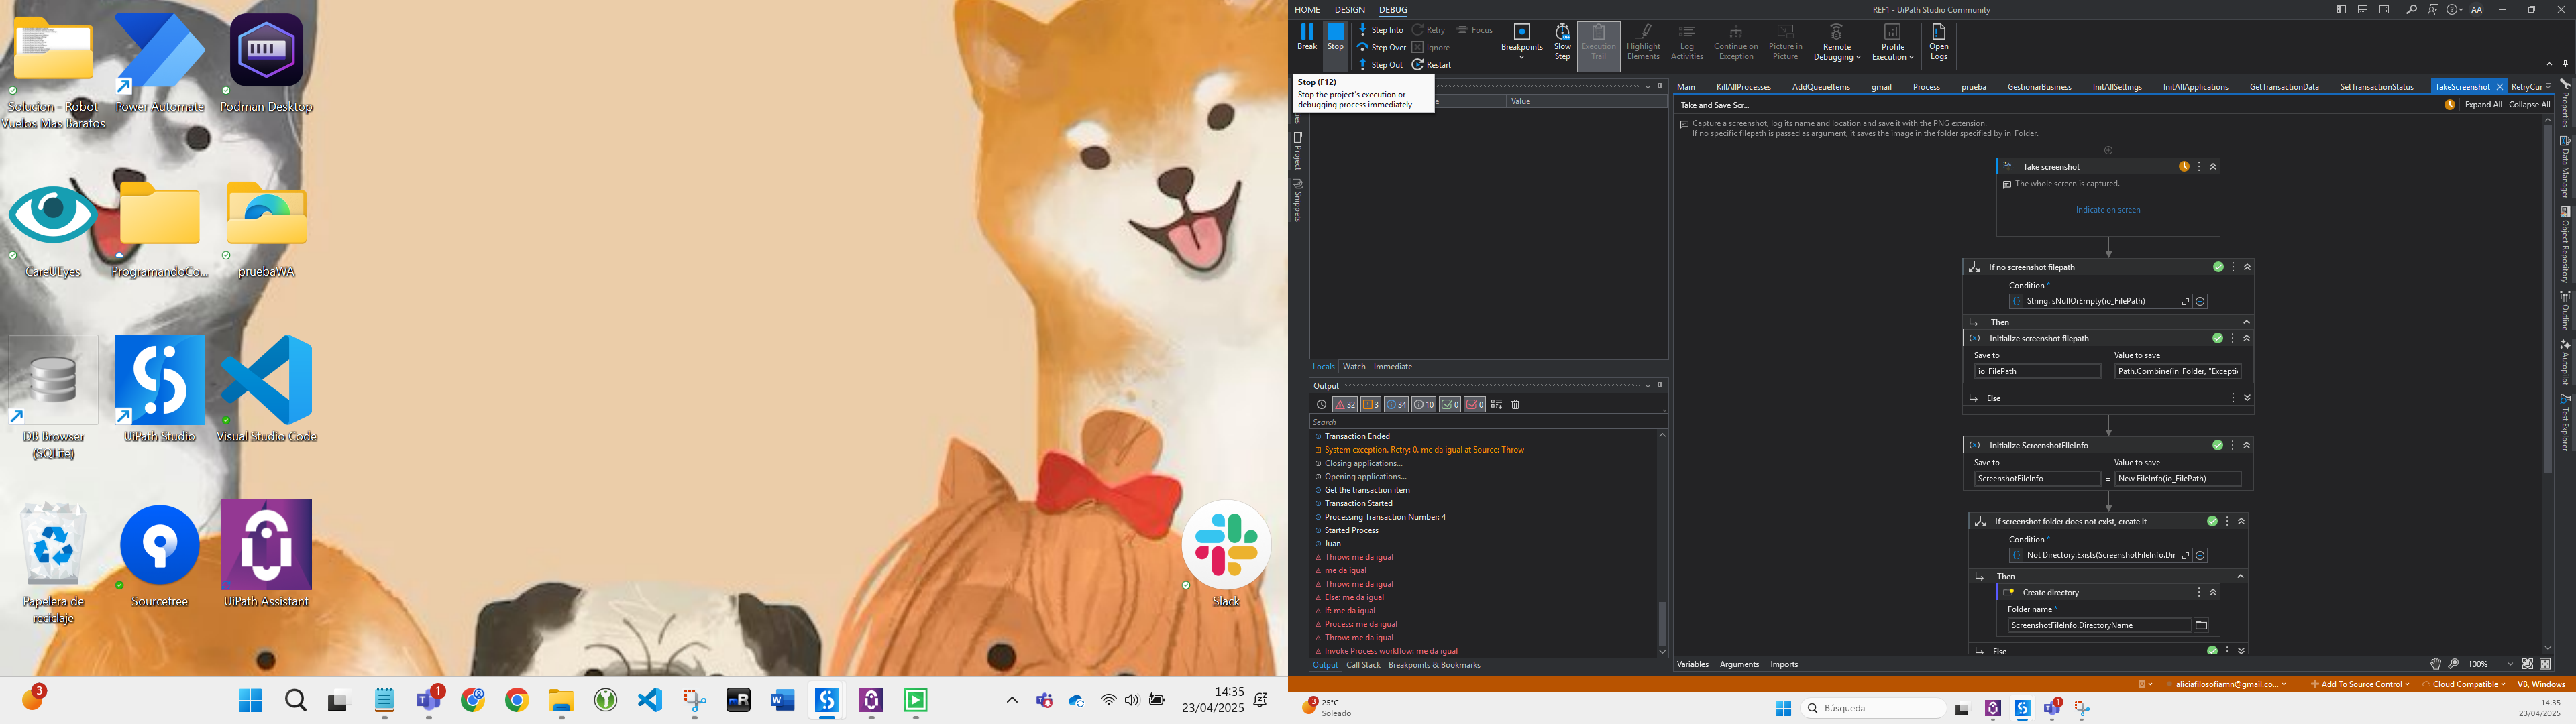 Solucion - Robot
Vuelos Mas Baratos
Power Automate
Podman Desktop
CareUEyes
ProgramandoCo...
pruebaWA
DB Browser
(SQLite)
UiPath Studio
Visual Studio Code
Papelera de
reciclaje
Sourcetree
UiPath Assistant
Slack
3
1
14:35
23/04/2025
HOME DESIGN DEBUG
REF1 - UiPath Studio Community
AA
Break
Stop
Step Into
Step Over
Step Out
Retry
Ignore
Restart
Focus
Breakpoints
Slow
Step
Execution
Trail
Highlight
Elements
Log
Activities
Continue on
Exception
Picture in
Picture
Remote
Debugging
Profile
Execution
Open
Logs
Stop (F12)
Stop the project's execution or
debugging process immediately
Value
Project
Snippets
Locals Watch Immediate
Output
32 3 34 10 0 0
Search
Transaction Ended
System exception. Retry: 0. me da igual at Source: Throw
Closing applications...
Opening applications...
Get the transaction item
Transaction Started
Processing Transaction Number: 4
Started Process
Juan
Throw: me da igual
me da igual
Throw: me da igual
Else: me da igual
If: me da igual
Process: me da igual
Throw: me da igual
Invoke Process workflow: me da igual
Output Call Stack Breakpoints & Bookmarks
Main KillAllProcesses AddQueueItems gmail Process prueba GestionarBusiness InitAllSettings InitAllApplications GetTransactionData SetTransactionStatus TakeScreenshot RetryCur
Take and Save Scr...
Expand All Collapse All
Capture a screenshot, log its name and location and save it with the PNG extension.
If no specific filepath is passed as argument, it saves the image in the folder specified by in_Folder.
Take screenshot
The whole screen is captured.
Indicate on screen
If no screenshot filepath
Condition *
String.IsNullOrEmpty(io_FilePath)
Then
Initialize screenshot filepath
Save to Value to save
io_FilePath = Path.Combine(in_Folder, "Excepti
Else
Initialize ScreenshotFileInfo
Save to Value to save
ScreenshotFileInfo = New FileInfo(io_FilePath)
If screenshot folder does not exist, create it
Condition *
Not Directory.Exists(ScreenshotFileInfo.Dir
Then
Create directory
Folder name *
ScreenshotFileInfo.DirectoryName
Else
Variables Arguments Imports
100%
Properties
Data Manager
Object Repository
Outline
Autopilot
Test Explorer
aliciafilosofiamn@gmail.co...
Add To Source Control
Cloud Compatible
VB, Windows
3
25°C
Soleado
Búsqueda
1
14:35
23/04/2025